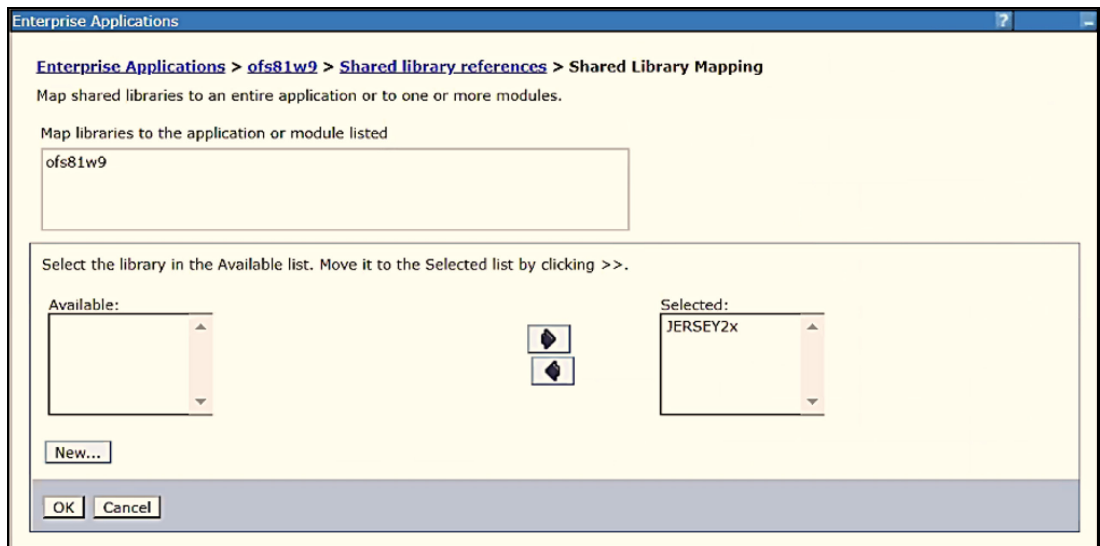 Enterprise Applications ?
Enterprise Applications > ofs81w9 > Shared library references > Shared Library Mapping
Map shared libraries to an entire application or to one or more modules.
Map libraries to the application or module listed
ofs81w9
Select the library in the Available list. Move it to the Selected list by clicking >>.
Available:
Selected:
JERSEY2x
New...
OK Cancel